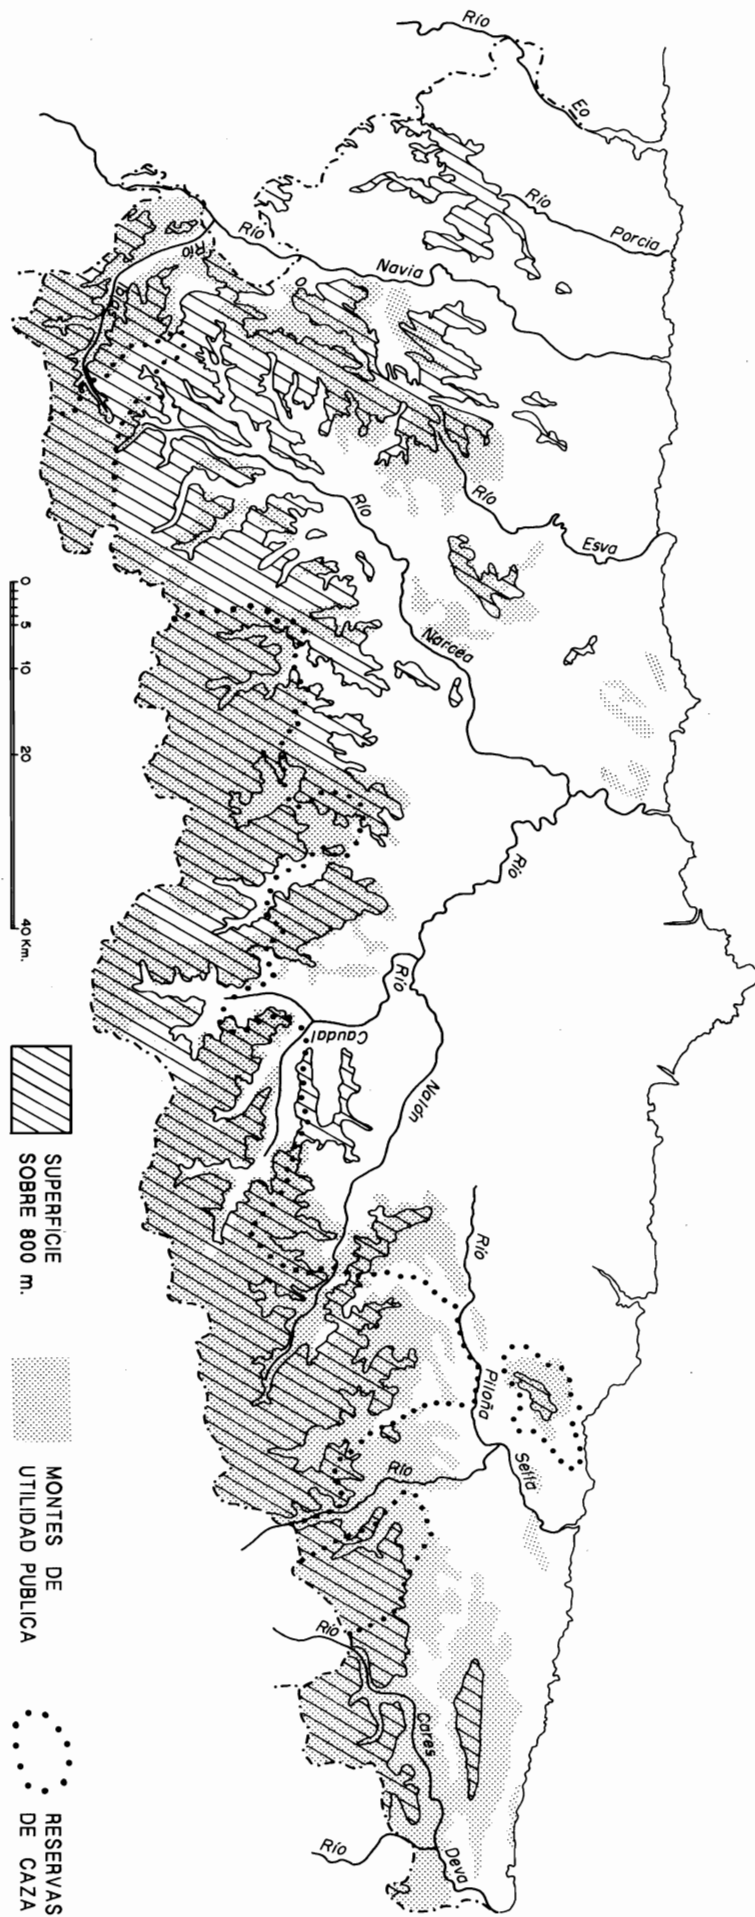 Río
Eo
Río
Porcia
Río
Navia
Río
Río
Esva
Río
Narcea
Río
Río
Caudal
Nalón
Río
Piloña
Sella
Río
Río
Cares
Río
Deva
0
5
10
20
40 Km.
SUPERFICIE
SOBRE 800 m.
MONTES DE
UTILIDAD PUBLICA
RESERVAS
DE CAZA